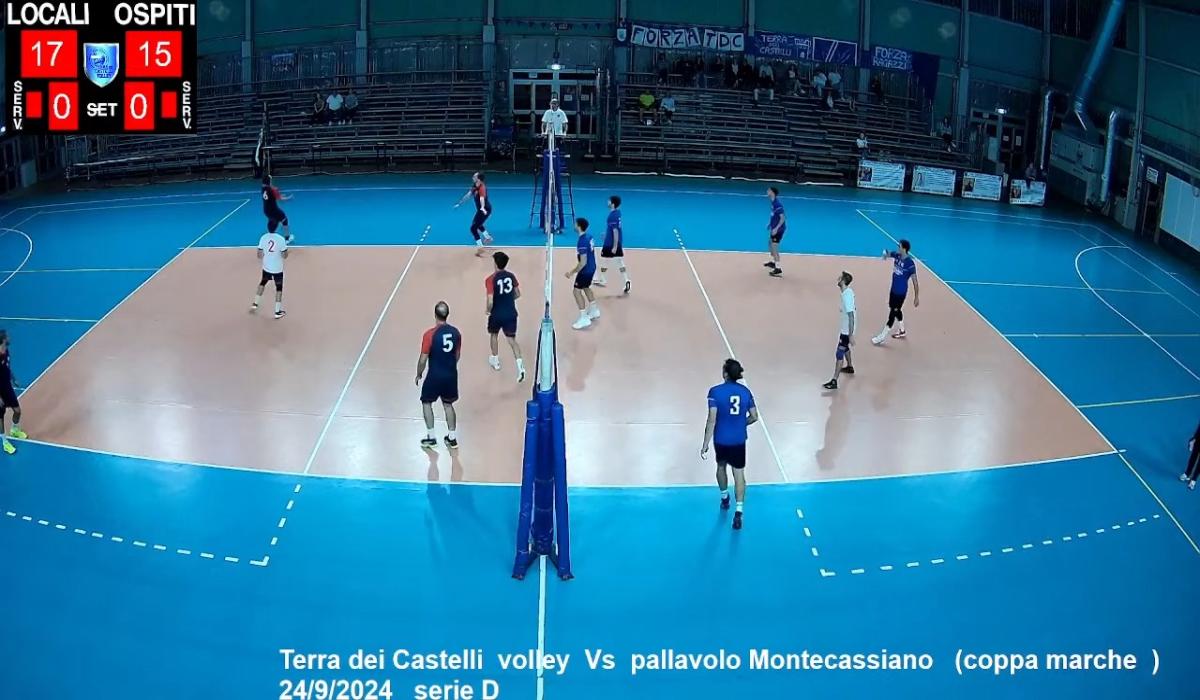 LOCALI OSPITI
17 15
SERV. 0 SET 0 SERV.
FORZA TDC
TERRA
CASTELLI
FORZA
RAGAZZI
2
13
5
3
Terra dei Castelli volley Vs pallavolo Montecassiano (coppa marche )
24/9/2024 serie D